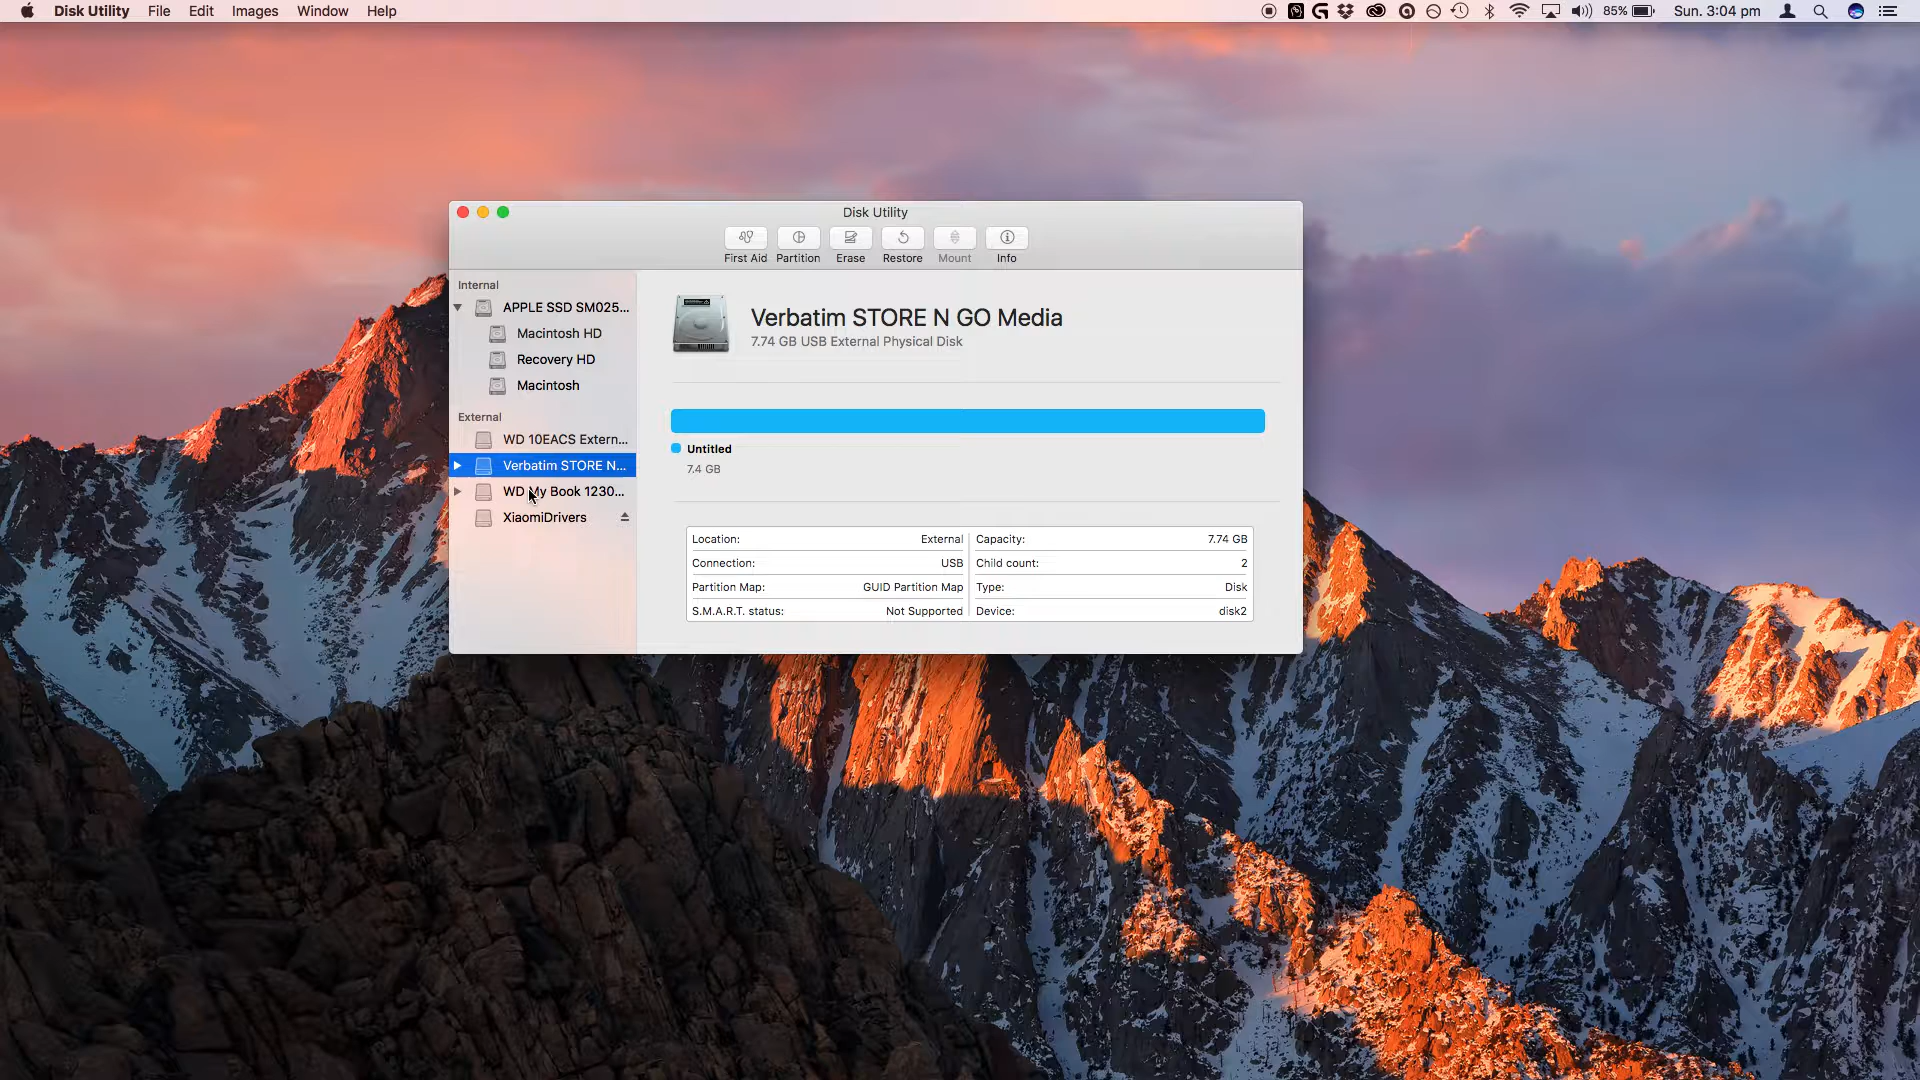 Disk Utility File Edit Images Window Help 85% Sun. 3:04 pm
Disk Utility
First Aid Partition Erase Restore Mount Info
Internal
APPLE SSD SM025...
Macintosh HD
Recovery HD
Macintosh
External
WD 10EACS Extern...
Verbatim STORE N...
WD My Book 1230...
XiaomiDrivers
Verbatim STORE N GO Media
7.74 GB USB External Physical Disk
Untitled
7.4 GB
Location: External Capacity: 7.74 GB
Connection: USB Child count: 2
Partition Map: GUID Partition Map Type: Disk
S.M.A.R.T. status: Not Supported Device: disk2